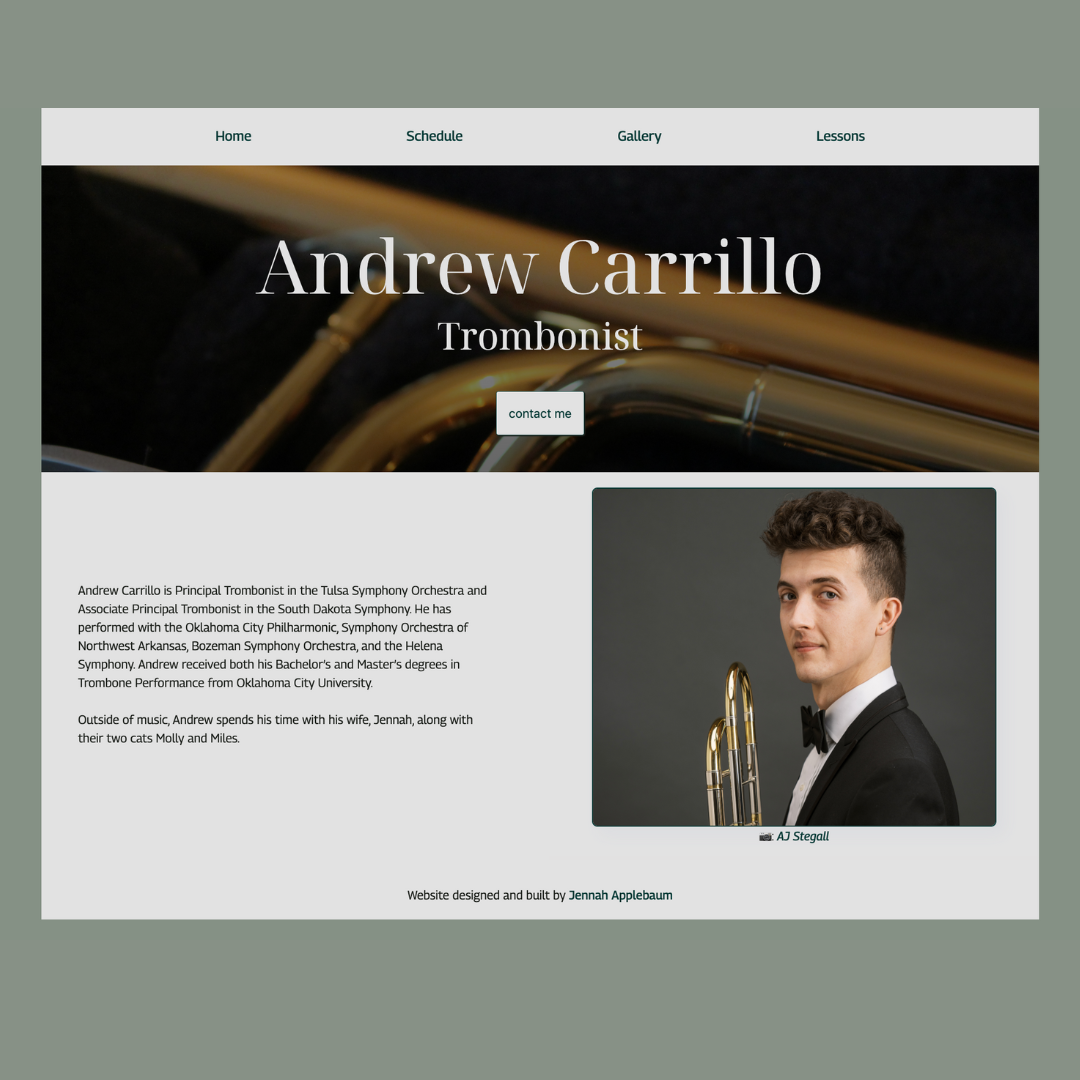 Home Schedule Gallery Lessons
Andrew Carrillo
Trombonist
contact me
Andrew Carrillo is Principal Trombonist in the Tulsa Symphony Orchestra and
Associate Principal Trombonist in the South Dakota Symphony. He has
performed with the Oklahoma City Philharmonic, Symphony Orchestra of
Northwest Arkansas, Bozeman Symphony Orchestra, and the Helena
Symphony. Andrew received both his Bachelor's and Master's degrees in
Trombone Performance from Oklahoma City University.
Outside of music, Andrew spends his time with his wife, Jennah, along with
their two cats Molly and Miles.
📷: AJ Stegall
Website designed and built by Jennah Applebaum